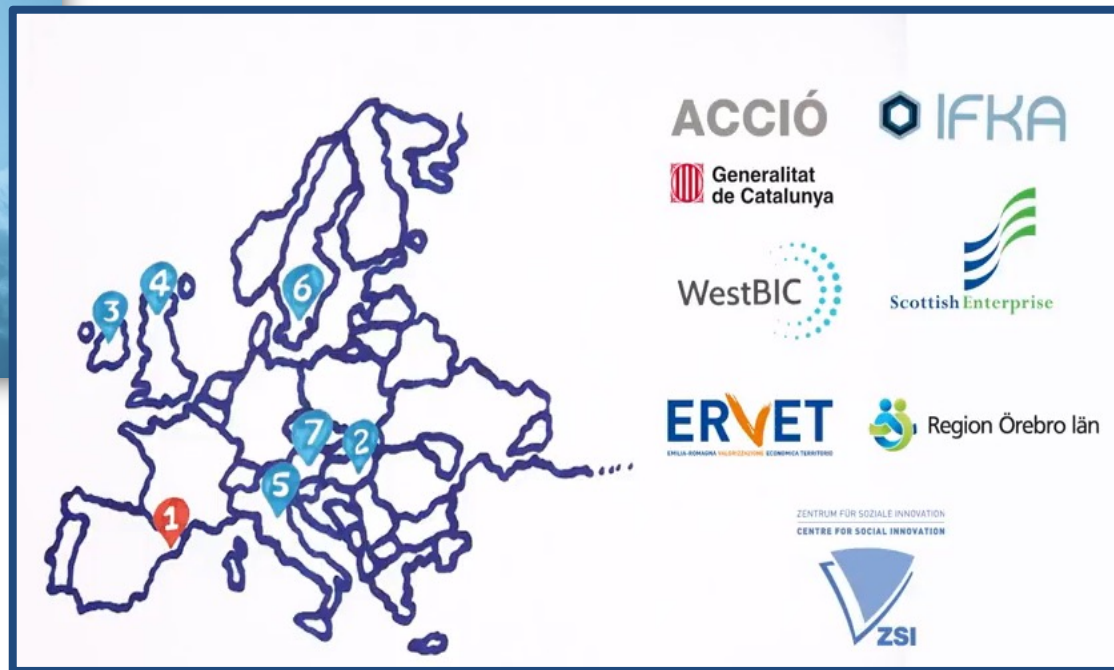 4
3
6
7
2
5
1
ACCIÓ
IFKA
Generalitat
de Catalunya
WestBIC
Scottish Enterprise
ERVET
EMILIA-ROMAGNA VALORIZZAZIONE ECONOMICA TERRITORIO
Region Örebro län
ZENTRUM FÜR SOZIALE INNOVATION
CENTRE FOR SOCIAL INNOVATION
ZSI